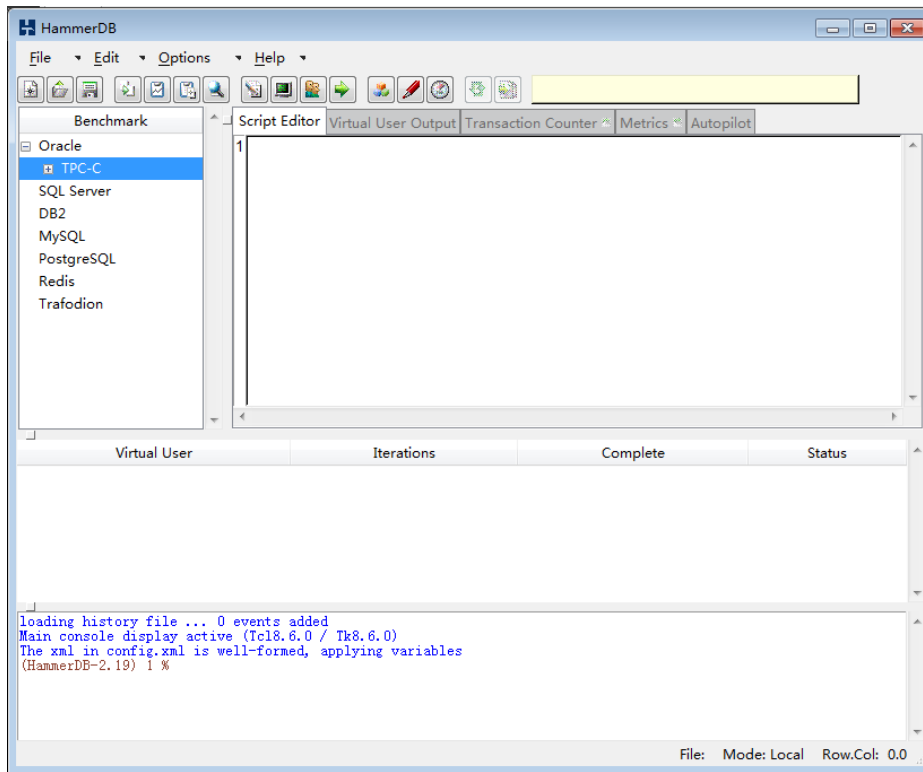 HammerDB
File Edit Options Help
Benchmark
Oracle
TPC-C
SQL Server
DB2
MySQL
PostgreSQL
Redis
Trafodion
Script Editor Virtual User Output Transaction Counter Metrics Autopilot
1
Virtual User Iterations Complete Status
loading history file ... 0 events added
Main console display active (Tcl8.6.0 / Tk8.6.0)
The xml in config.xml is well-formed, applying variables
(HammerDB-2.19) 1 %
File: Mode: Local Row.Col: 0.0